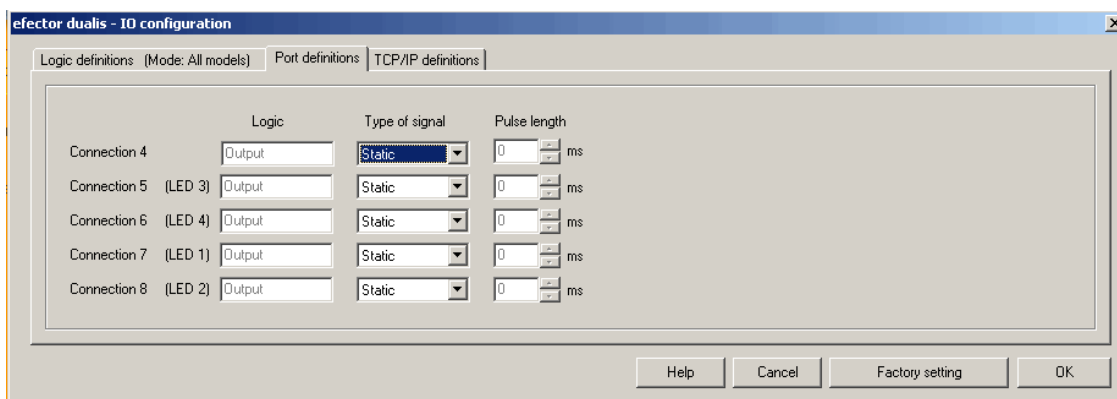 efector dualis - IO configuration
Logic definitions (Mode: All models) Port definitions TCP/IP definitions
Logic Type of signal Pulse length
Connection 4 Output Static 0 ms
Connection 5 (LED 3) Output Static 0 ms
Connection 6 (LED 4) Output Static 0 ms
Connection 7 (LED 1) Output Static 0 ms
Connection 8 (LED 2) Output Static 0 ms
Help Cancel Factory setting OK